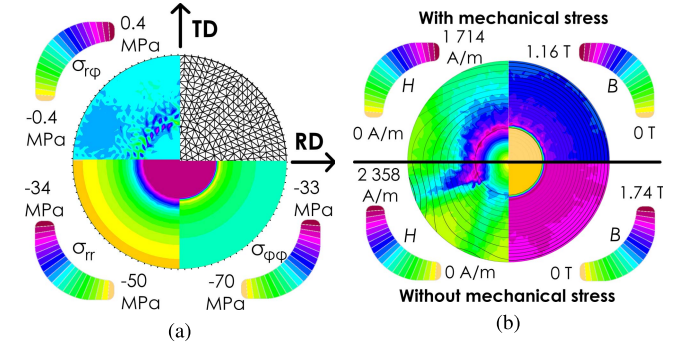 0.4
MPa
TD
σrφ
-0.4
MPa
RD
-34
MPa
-33
MPa
σrr
σφφ
-50
MPa
-70
MPa
(a)
With mechanical stress
1 714
A/m
1.16 T
H
B
0 A/m
0 T
2 358
A/m
1.74 T
H
B
0 A/m
0 T
Without mechanical stress
(b)